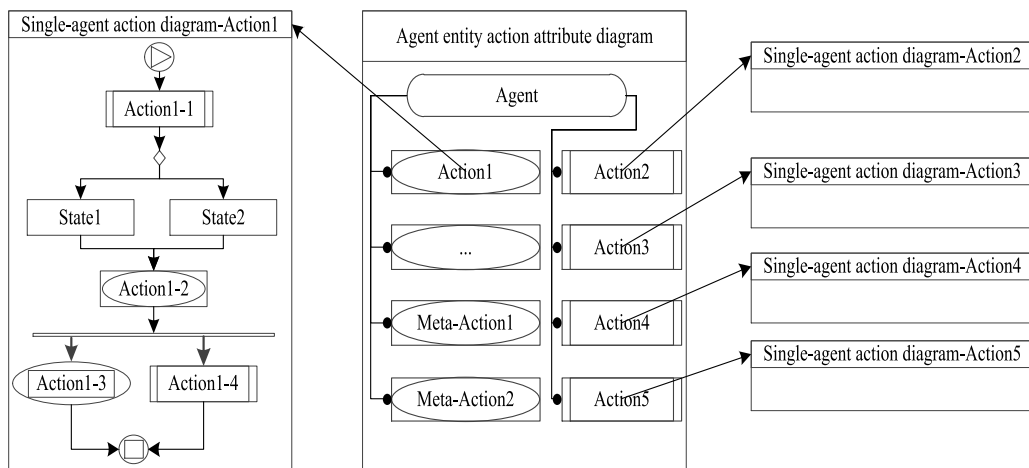 Single-agent action diagram-Action1
Action1-1
State1
State2
Action1-2
Action1-3
Action1-4
Agent entity action attribute diagram
Agent
Action1
Action2
...
Action3
Meta-Action1
Action4
Meta-Action2
Action5
Single-agent action diagram-Action2
Single-agent action diagram-Action3
Single-agent action diagram-Action4
Single-agent action diagram-Action5